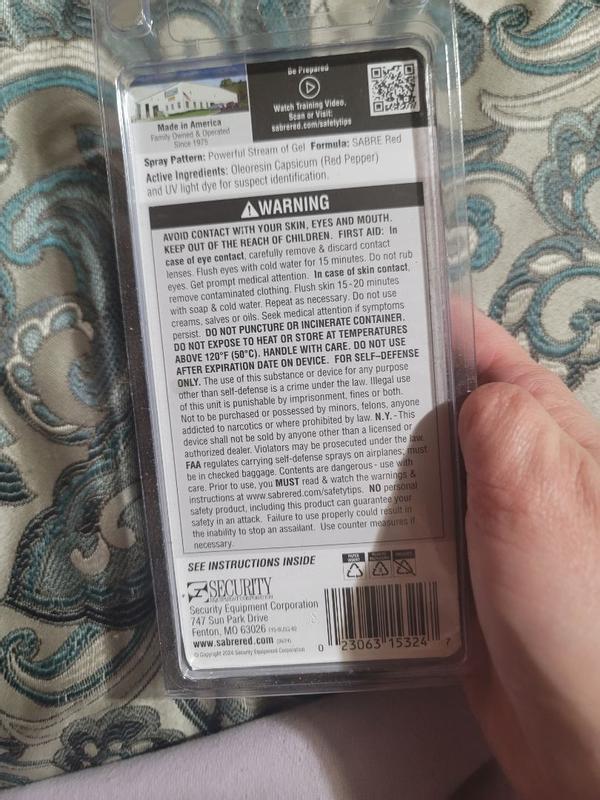 Be Prepared
Watch Training Video.
Scan or Visit:
sabrered.com/safetytips
Made in America
Family Owned & Operated
Since 1975
Spray Pattern: Powerful Stream of Gel Formula: SABRE Red
Active Ingredients: Oleoresin Capsicum (Red Pepper)
and UV light dye for suspect identification.
WARNING
AVOID CONTACT WITH YOUR SKIN, EYES AND MOUTH.
KEEP OUT OF THE REACH OF CHILDREN. FIRST AID: In
case of eye contact, carefully remove & discard contact
lenses. Flush eyes with cold water for 15 minutes. Do not rub
eyes. Get prompt medical attention. In case of skin contact,
remove contaminated clothing. Flush skin 15-20 minutes
with soap & cold water. Repeat as necessary. Do not use
creams, salves or oils. Seek medical attention if symptoms
persist. DO NOT PUNCTURE OR INCINERATE CONTAINER.
DO NOT EXPOSE TO HEAT OR STORE AT TEMPERATURES
ABOVE 120°F (50°C). HANDLE WITH CARE. DO NOT USE
AFTER EXPIRATION DATE ON DEVICE. FOR SELF-DEFENSE
ONLY. The use of this substance or device for any purpose
other than self-defense is a crime under the law. Illegal use
of this unit is punishable by imprisonment, fines or both.
Not to be purchased or possessed by minors, felons, anyone
addicted to narcotics or where prohibited by law. N.Y. - This
device shall not be sold by anyone other than a licensed or
authorized dealer. Violators may be prosecuted under the law.
FAA regulates carrying self-defense sprays on airplanes; must
be in checked baggage. Contents are dangerous - use with
care. Prior to use, you MUST read & watch the warnings &
instructions at www.sabrered.com/safetytips. NO personal
safety product, including this product can guarantee your
safety in an attack. Failure to use properly could result in
the inability to stop an assailant. Use counter measures if
necessary.
SEE INSTRUCTIONS INSIDE
SECURITY
EQUIPMENT CORPORATION
Security Equipment Corporation
747 Sun Park Drive
Fenton, MO 63026
www.sabrered.com
© Copyright 2024 Security Equipment Corporation
0 23063 15324 7